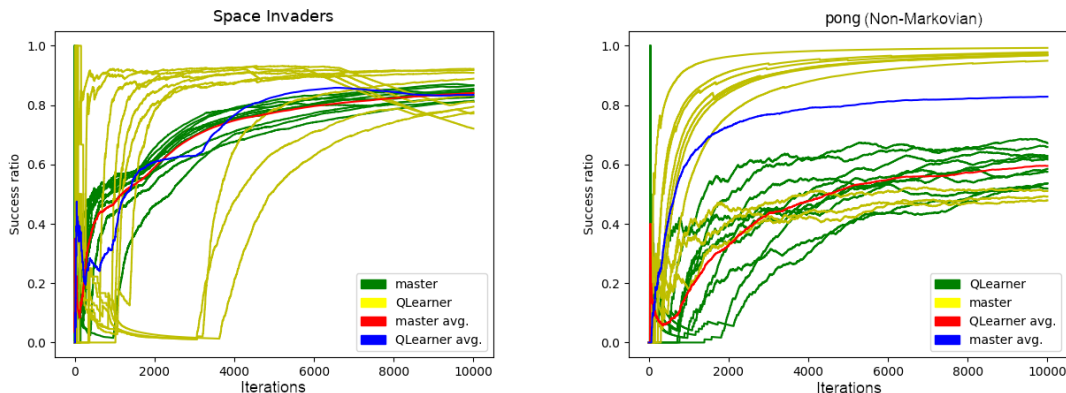 Space Invaders
Success ratio
1.0
0.8
0.6
0.4
0.2
0.0
0
2000
4000
6000
8000
10000
Iterations
master
QLearner
master avg.
QLearner avg.
pong (Non-Markovian)
Success ratio
1.0
0.8
0.6
0.4
0.2
0.0
0
2000
4000
6000
8000
10000
Iterations
QLearner
master
QLearner avg.
master avg.